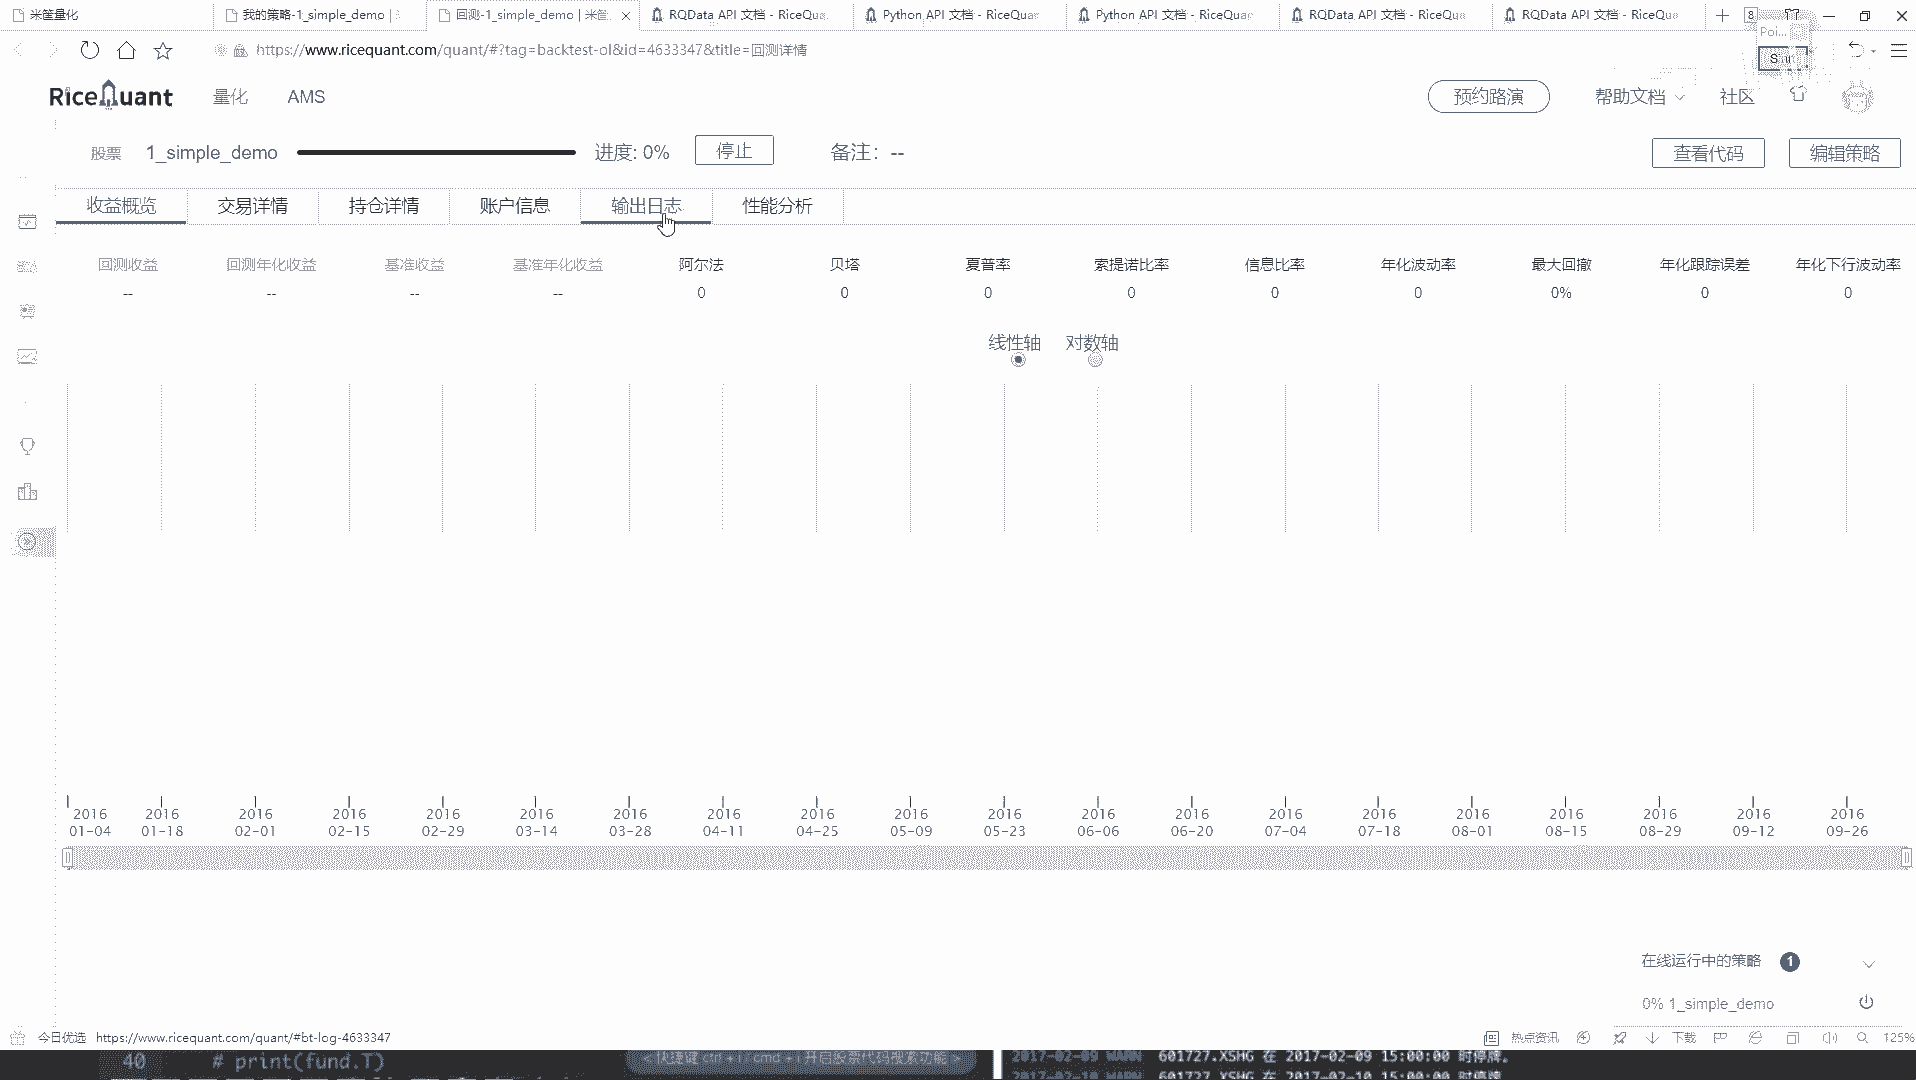 米筐量化
我的策略-1_simple_demo |
回测-1_simple_demo | 米筐
RQData API 文档 - RiceQua
Python API 文档 - RiceQuar
Python API 文档 - RiceQuar
RQData API 文档 - RiceQua
RQData API 文档 - RiceQua
8
Poi...
https://www.ricequant.com/quant/#?tag=backtest-ol&id=4633347&title=回测详情
RiceQuant 量化 AMS 预约路演 帮助文档 社区
股票 1_simple_demo 进度: 0% 停止 备注: -- 查看代码 编辑策略
收益概览 交易详情 持仓详情 账户信息 输出日志 性能分析
回测收益 回测年化收益 基准收益 基准年化收益 阿尔法 贝塔 夏普率 索提诺比率 信息比率 年化波动率 最大回撤 年化跟踪误差 年化下行波动率
-- -- -- -- 0 0 0 0 0 0 0% 0 0
线性轴 对数轴
2016 2016 2016 2016 2016 2016 2016 2016 2016 2016 2016 2016 2016 2016 2016 2016 2016 2016 2016 2016
01-04 01-18 02-01 02-15 02-29 03-14 03-28 04-11 04-25 05-09 05-23 06-06 06-20 07-04 07-18 08-01 08-15 08-29 09-12 09-26
在线运行中的策略 1
0% 1_simple_demo
今日优选 https://www.ricequant.com/quant/#bt-log-4633347 热点资讯 下载 125%
40 # print(fund.T)
2017-02-09 WARN 601727.XSHG 在 2017-02-09 15:00:00 时停牌。
2017-02-10 WARN 601727.XSHG 在 2017-02-10 15:00:00 时停牌。